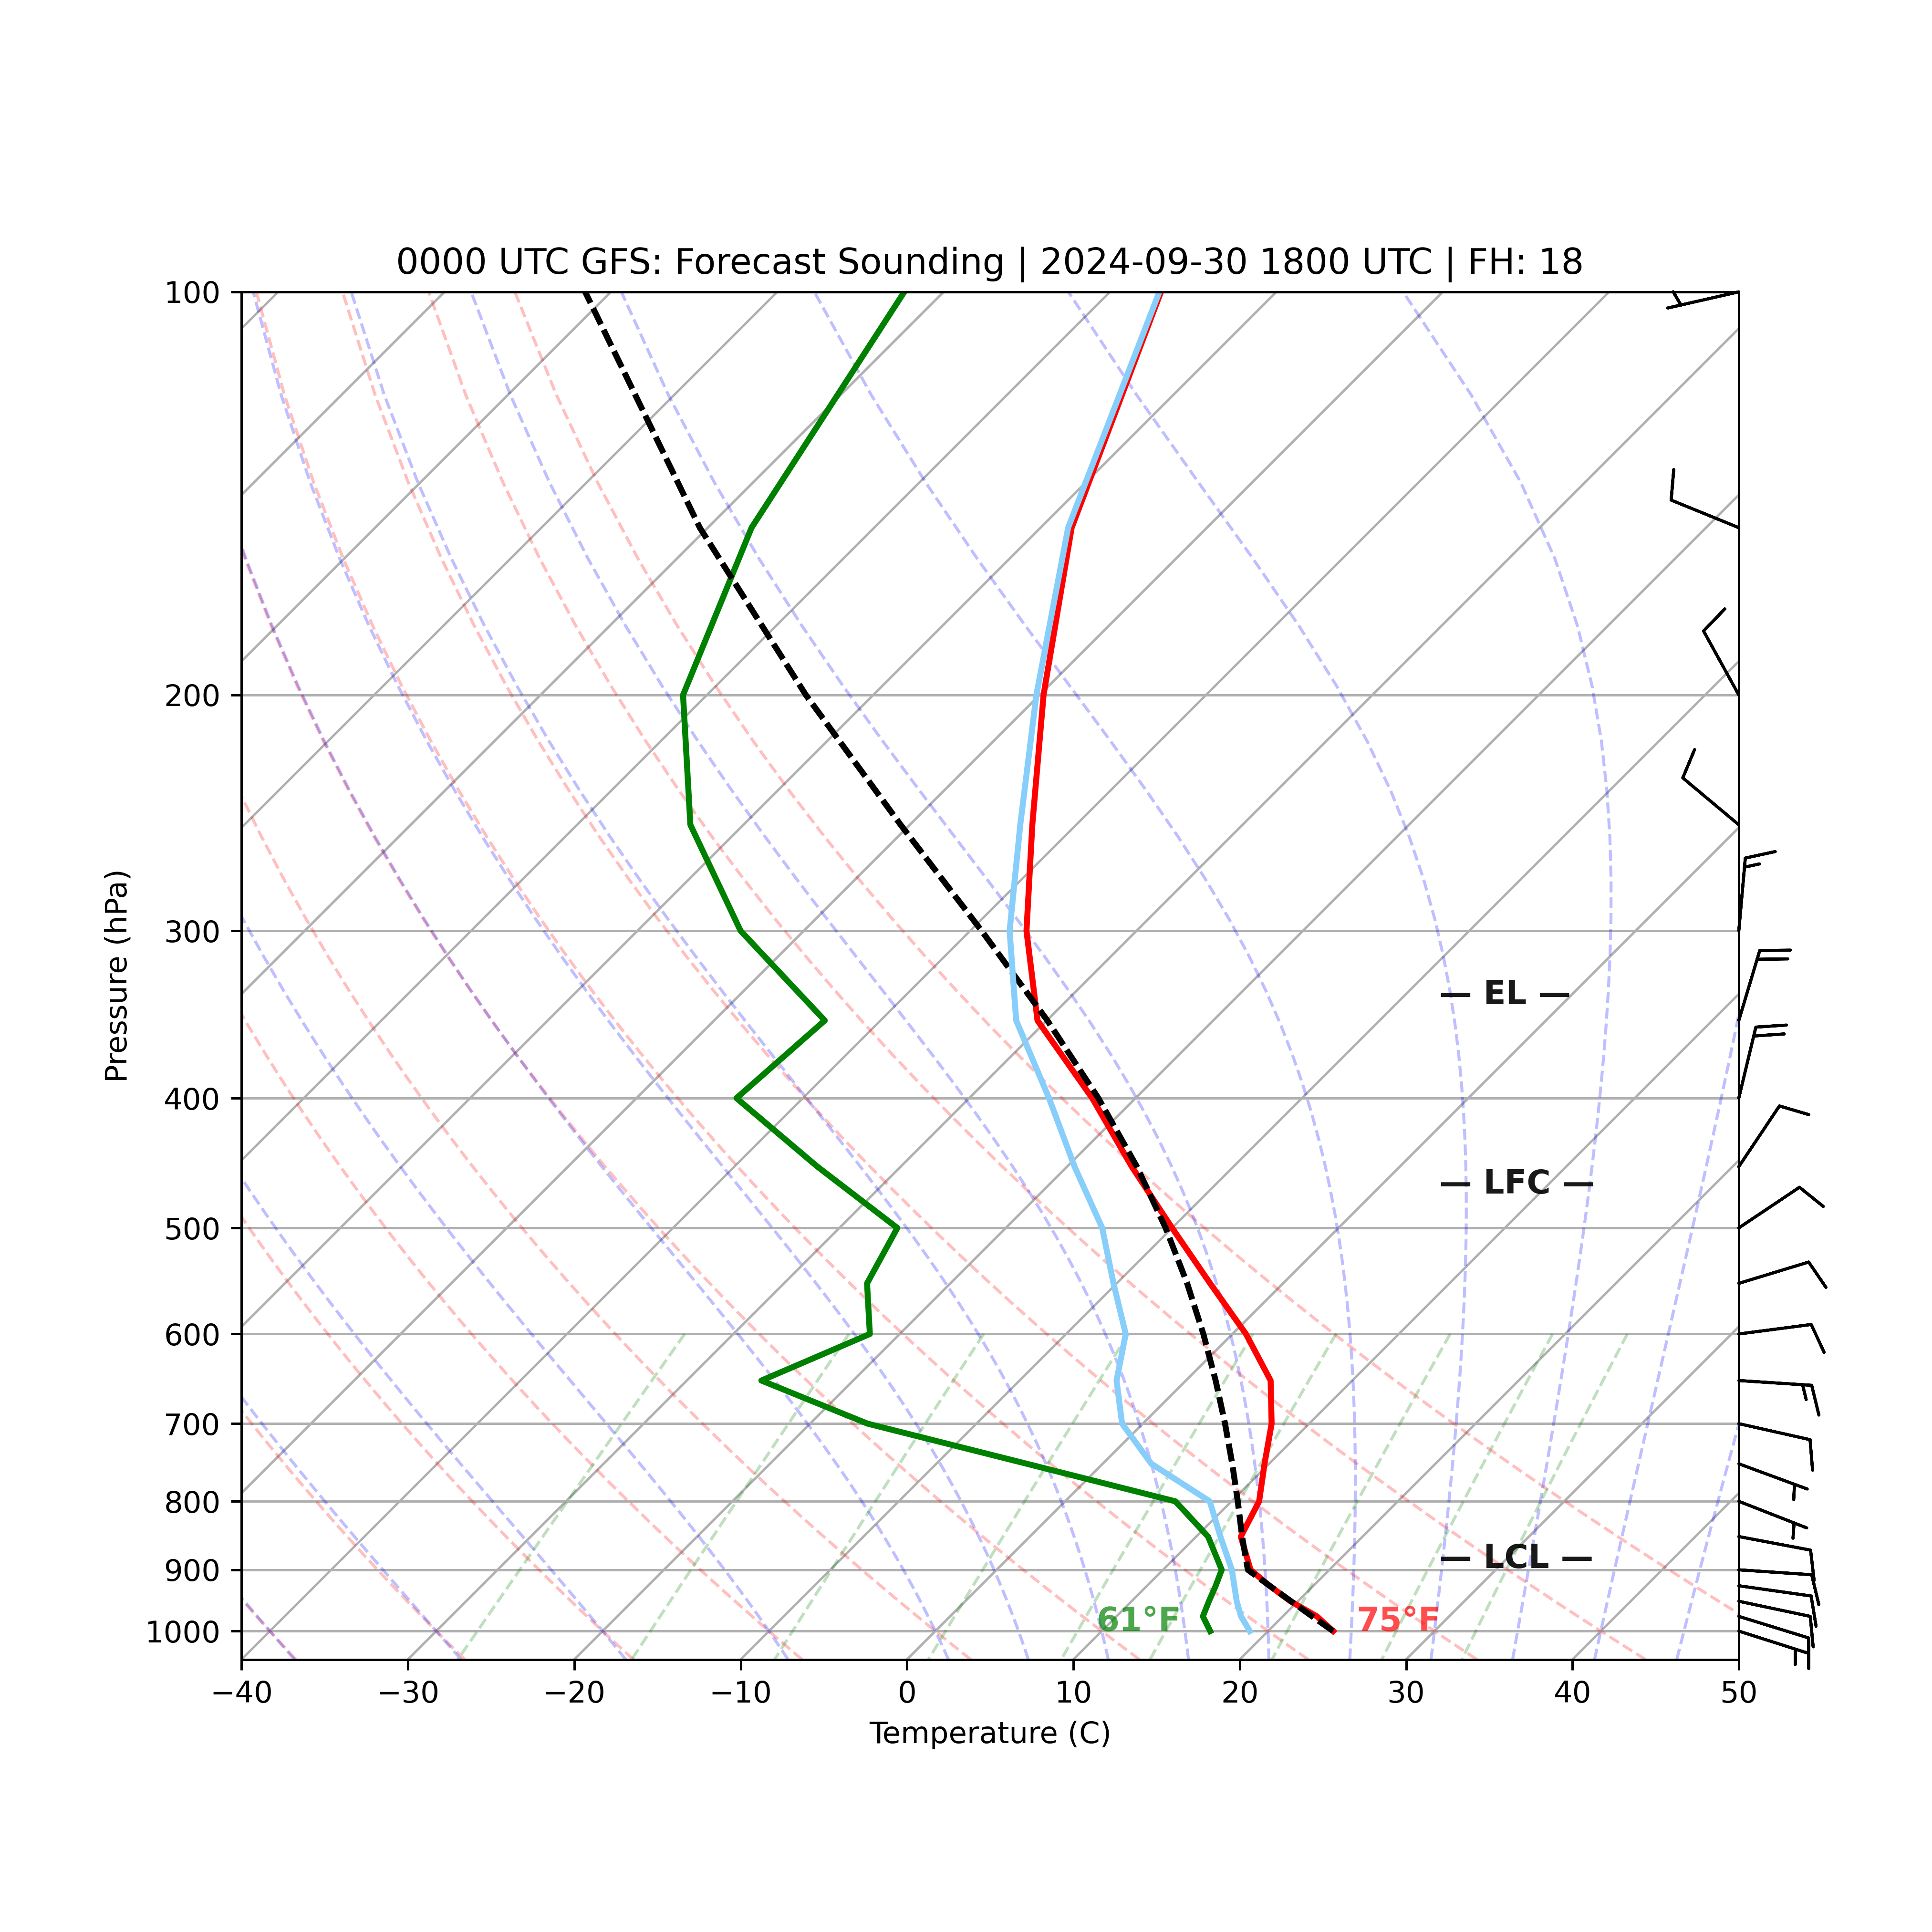 0000 UTC GFS: Forecast Sounding | 2024-09-30 1800 UTC | FH: 18
100
200
300
— EL —
Pressure (hPa)
400
— LFC —
500
600
700
800
900
— LCL —
61°F
75°F
1000
−40 −30 −20 −10 0 10 20 30 40 50
Temperature (C)